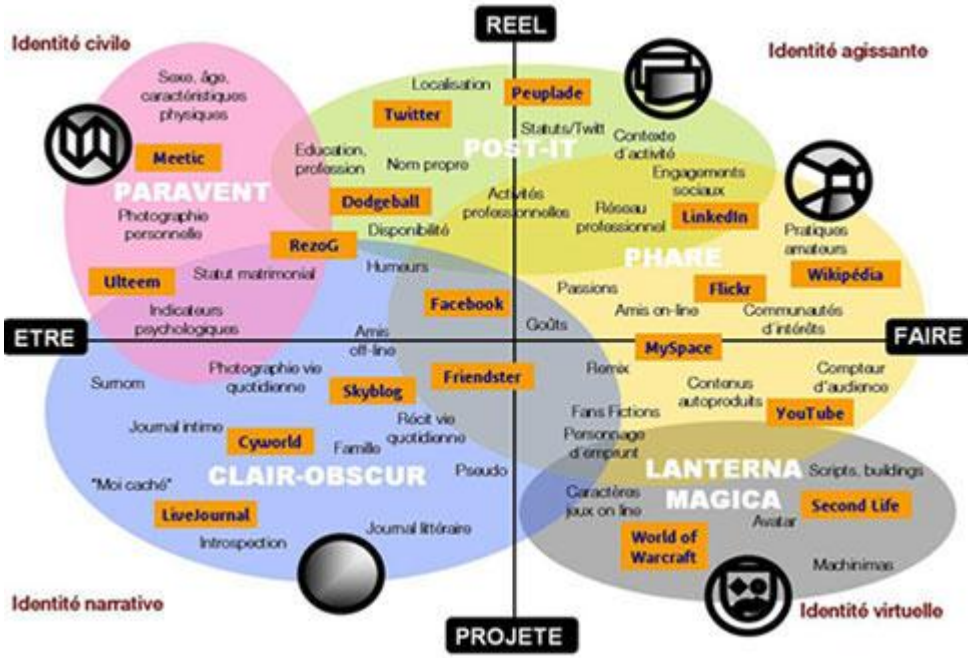 REEL
Identité civile
Identité agissante
Sexe, âge,
caractéristiques
physiques
Localisation
Peuplade
Twitter
Statuts/Twitt
Contexte
d'activité
Meetic
Education,
profession
Nom propre
POST-IT
Engagements
sociaux
PARAVENT
Dodgeball
Activités
professionnelles
Réseau
professionnel
LinkedIn
Photographie
personnelle
Disponibilité
Pratiques
amateurs
RezoG
PHARE
Ulteem
Statut matrimonial
Humeurs
Wikipédia
Passions
Flickr
Facebook
Indicateurs
psychologiques
Goûts
Amis on-line
Communautés
d'intérêts
ETRE
FAIRE
Amis
off-line
MySpace
Surnom
Photographie vie
quotidienne
Skyblog
Friendster
Remix
Contenus
autoproduits
Compteur
d'audience
YouTube
Journal intime
Cyworld
Récit vie
quotidienne
Fans Fictions
Famille
Personnage
d'emprunt
CLAIR-OBSCUR
Pseudo
LANTERNA
MAGICA
Scripts, buildings
"Moi caché"
Caractères
jeux on line
Second Life
LiveJournal
Journal littéraire
Avatar
Introspection
World of
Warcraft
Machinimas
Identité narrative
Identité virtuelle
PROJETE